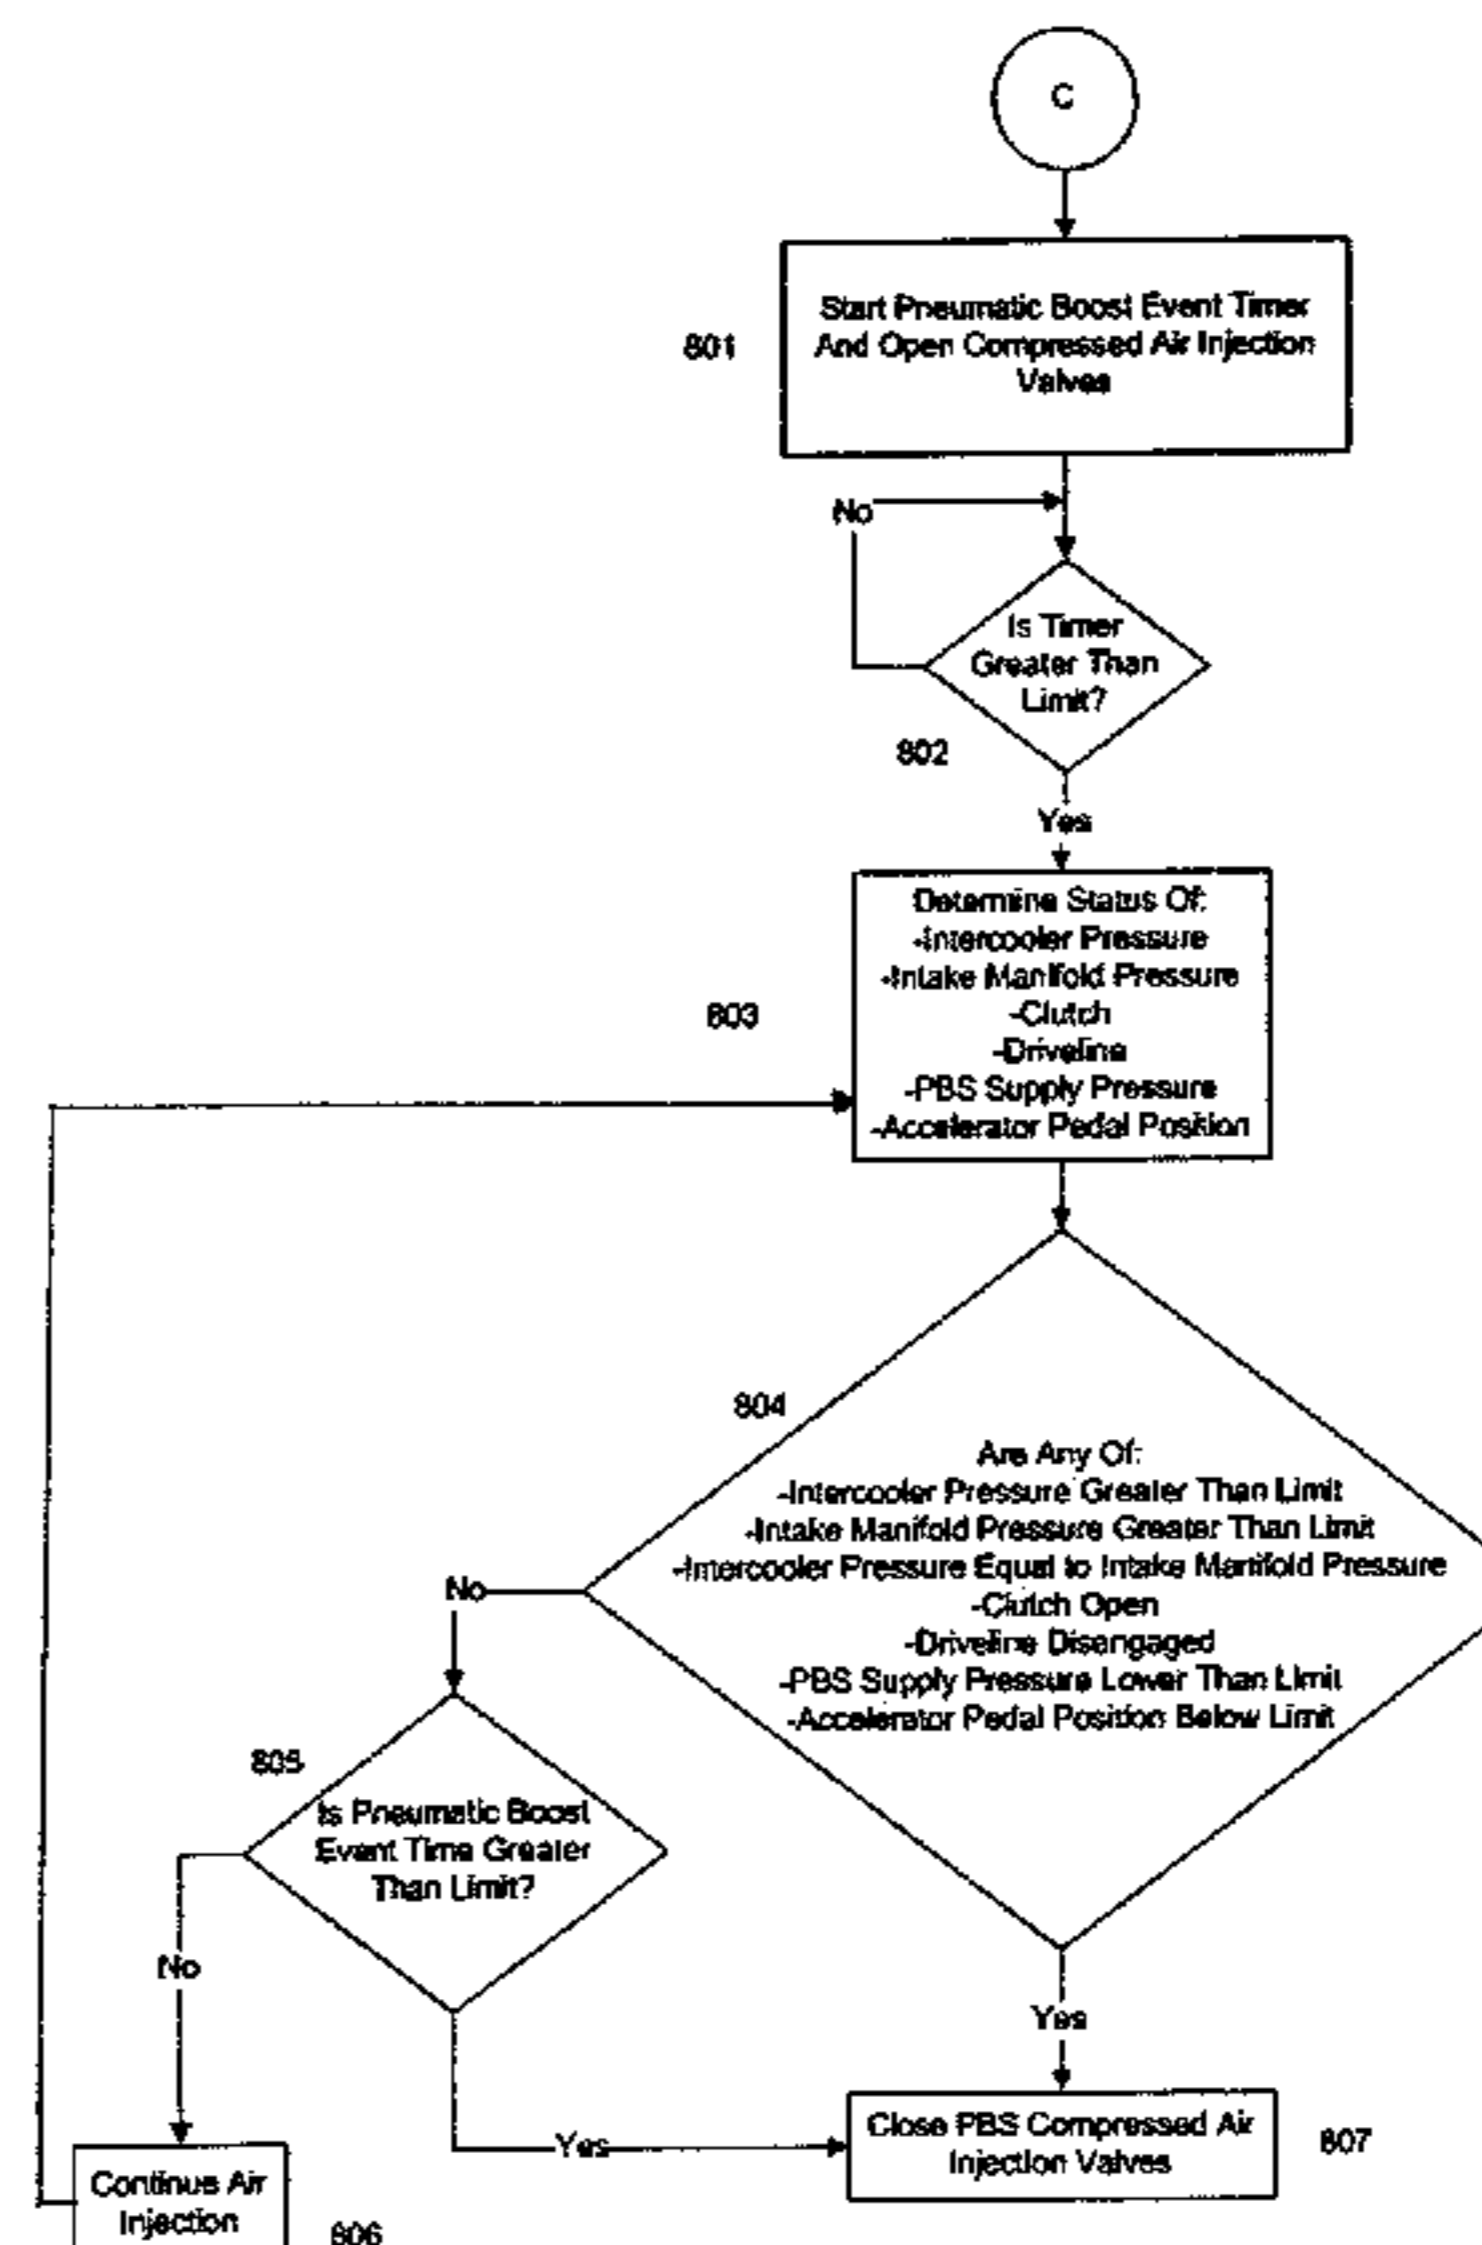 C
Start Pneumatic Boost Event Timer
And Open Compressed Air Injection
Valves
801
No
Is Timer
Greater Than
Limit?
802
Yes
Determine Status Of:
-Intercooler Pressure
-Intake Manifold Pressure
-Clutch
-Driveline
-PBS Supply Pressure
-Accelerator Pedal Position
803
804
Are Any Of:
-Intercooler Pressure Greater Than Limit
-Intake Manifold Pressure Greater Than Limit
-Intercooler Pressure Equal to Intake Manifold Pressure
-Clutch Open
-Driveline Disengaged
-PBS Supply Pressure Lower Than Limit
-Accelerator Pedal Position Below Limit
No
805
Is Pneumatic Boost
Event Time Greater
Than Limit?
No
Yes
Yes
Close PBS Compressed Air
Injection Valves
807
Continue Air
Injection
806